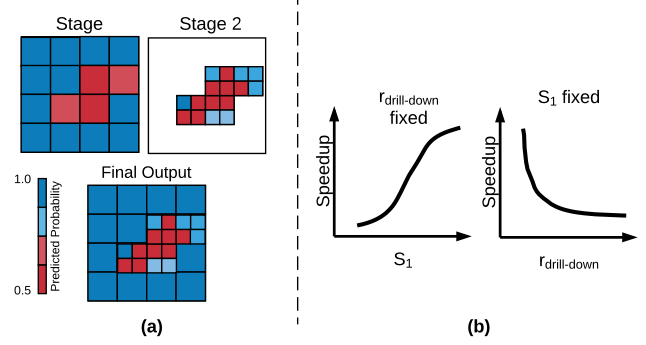 Stage
Stage 2
Final Output
1.0
Predicted Probability
0.5
(a)
r drill-down
fixed
Speedup
S1
S1 fixed
Speedup
r drill-down
(b)